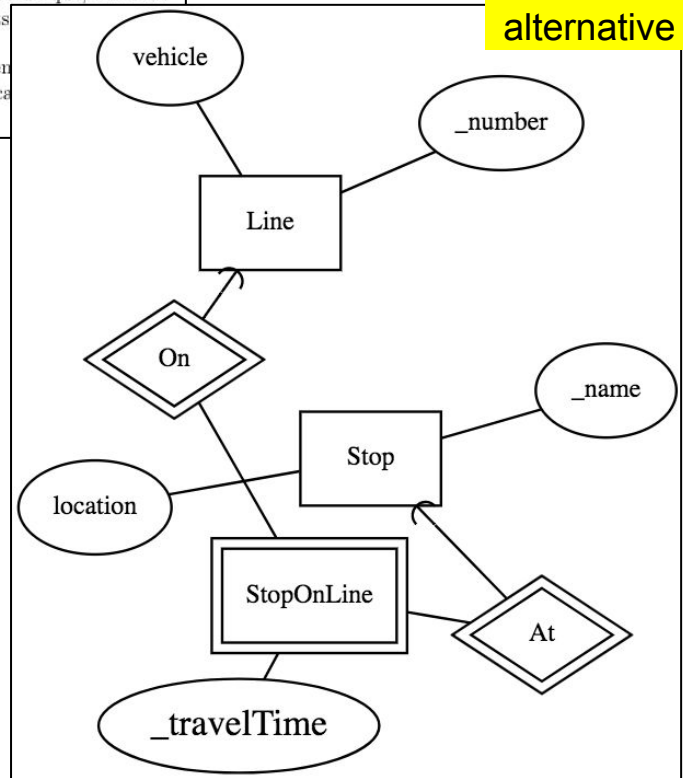 alternative
vehicle
_number
Line
On
_name
Stop
location
StopOnLine
At
_travelTime